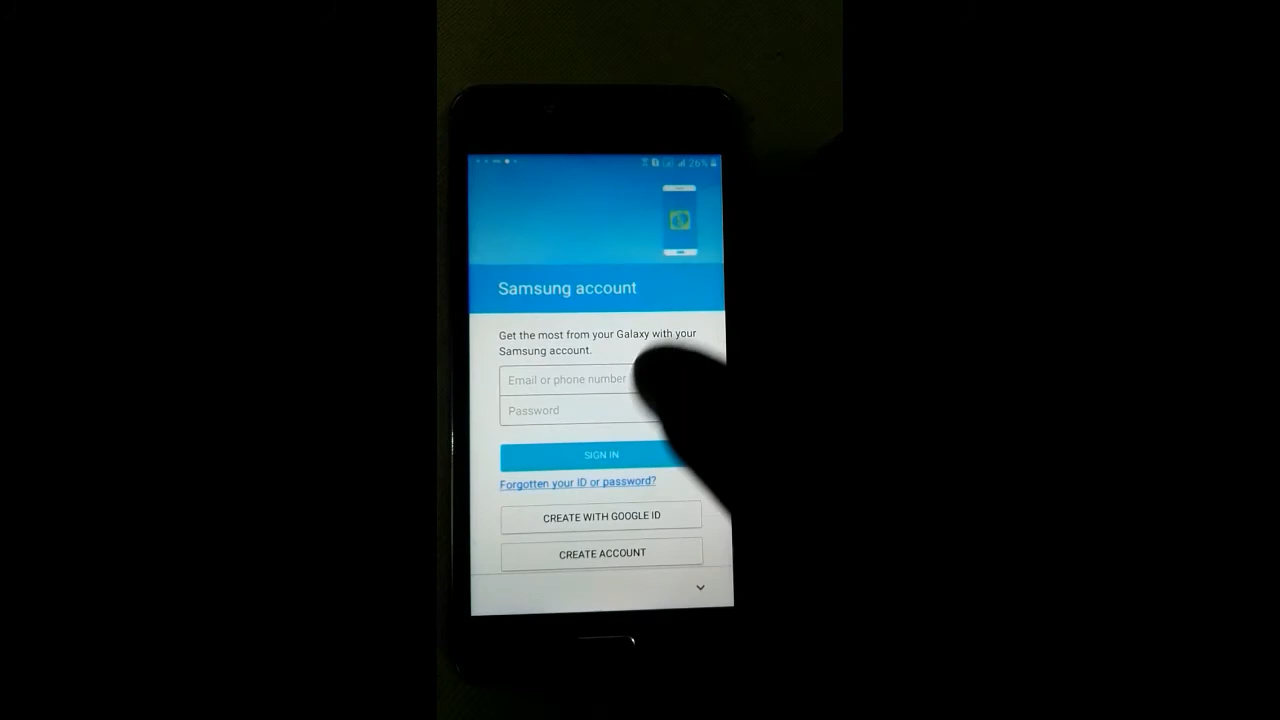 26%
Samsung account
Get the most from your Galaxy with your
Samsung account.
Email or phone number
Password
SIGN IN
Forgotten your ID or password?
CREATE WITH GOOGLE ID
CREATE ACCOUNT